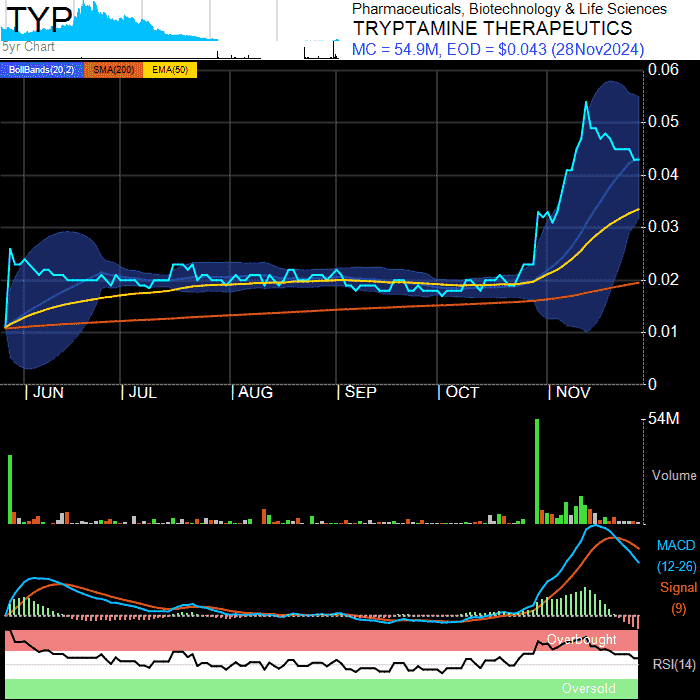 TYP
5yr Chart
Pharmaceuticals, Biotechnology & Life Sciences
TRYPTAMINE THERAPEUTICS
MC = 54.9M, EOD = $0.043 (28Nov2024)
BollBands(20,2) SMA(200) EMA(50)
0.06
0.05
0.04
0.03
0.02
0.01
0
JUN JUL AUG SEP OCT NOV
54M
Volume
MACD
(12-26)
Signal
(9)
Overbought
RSI(14)
Oversold